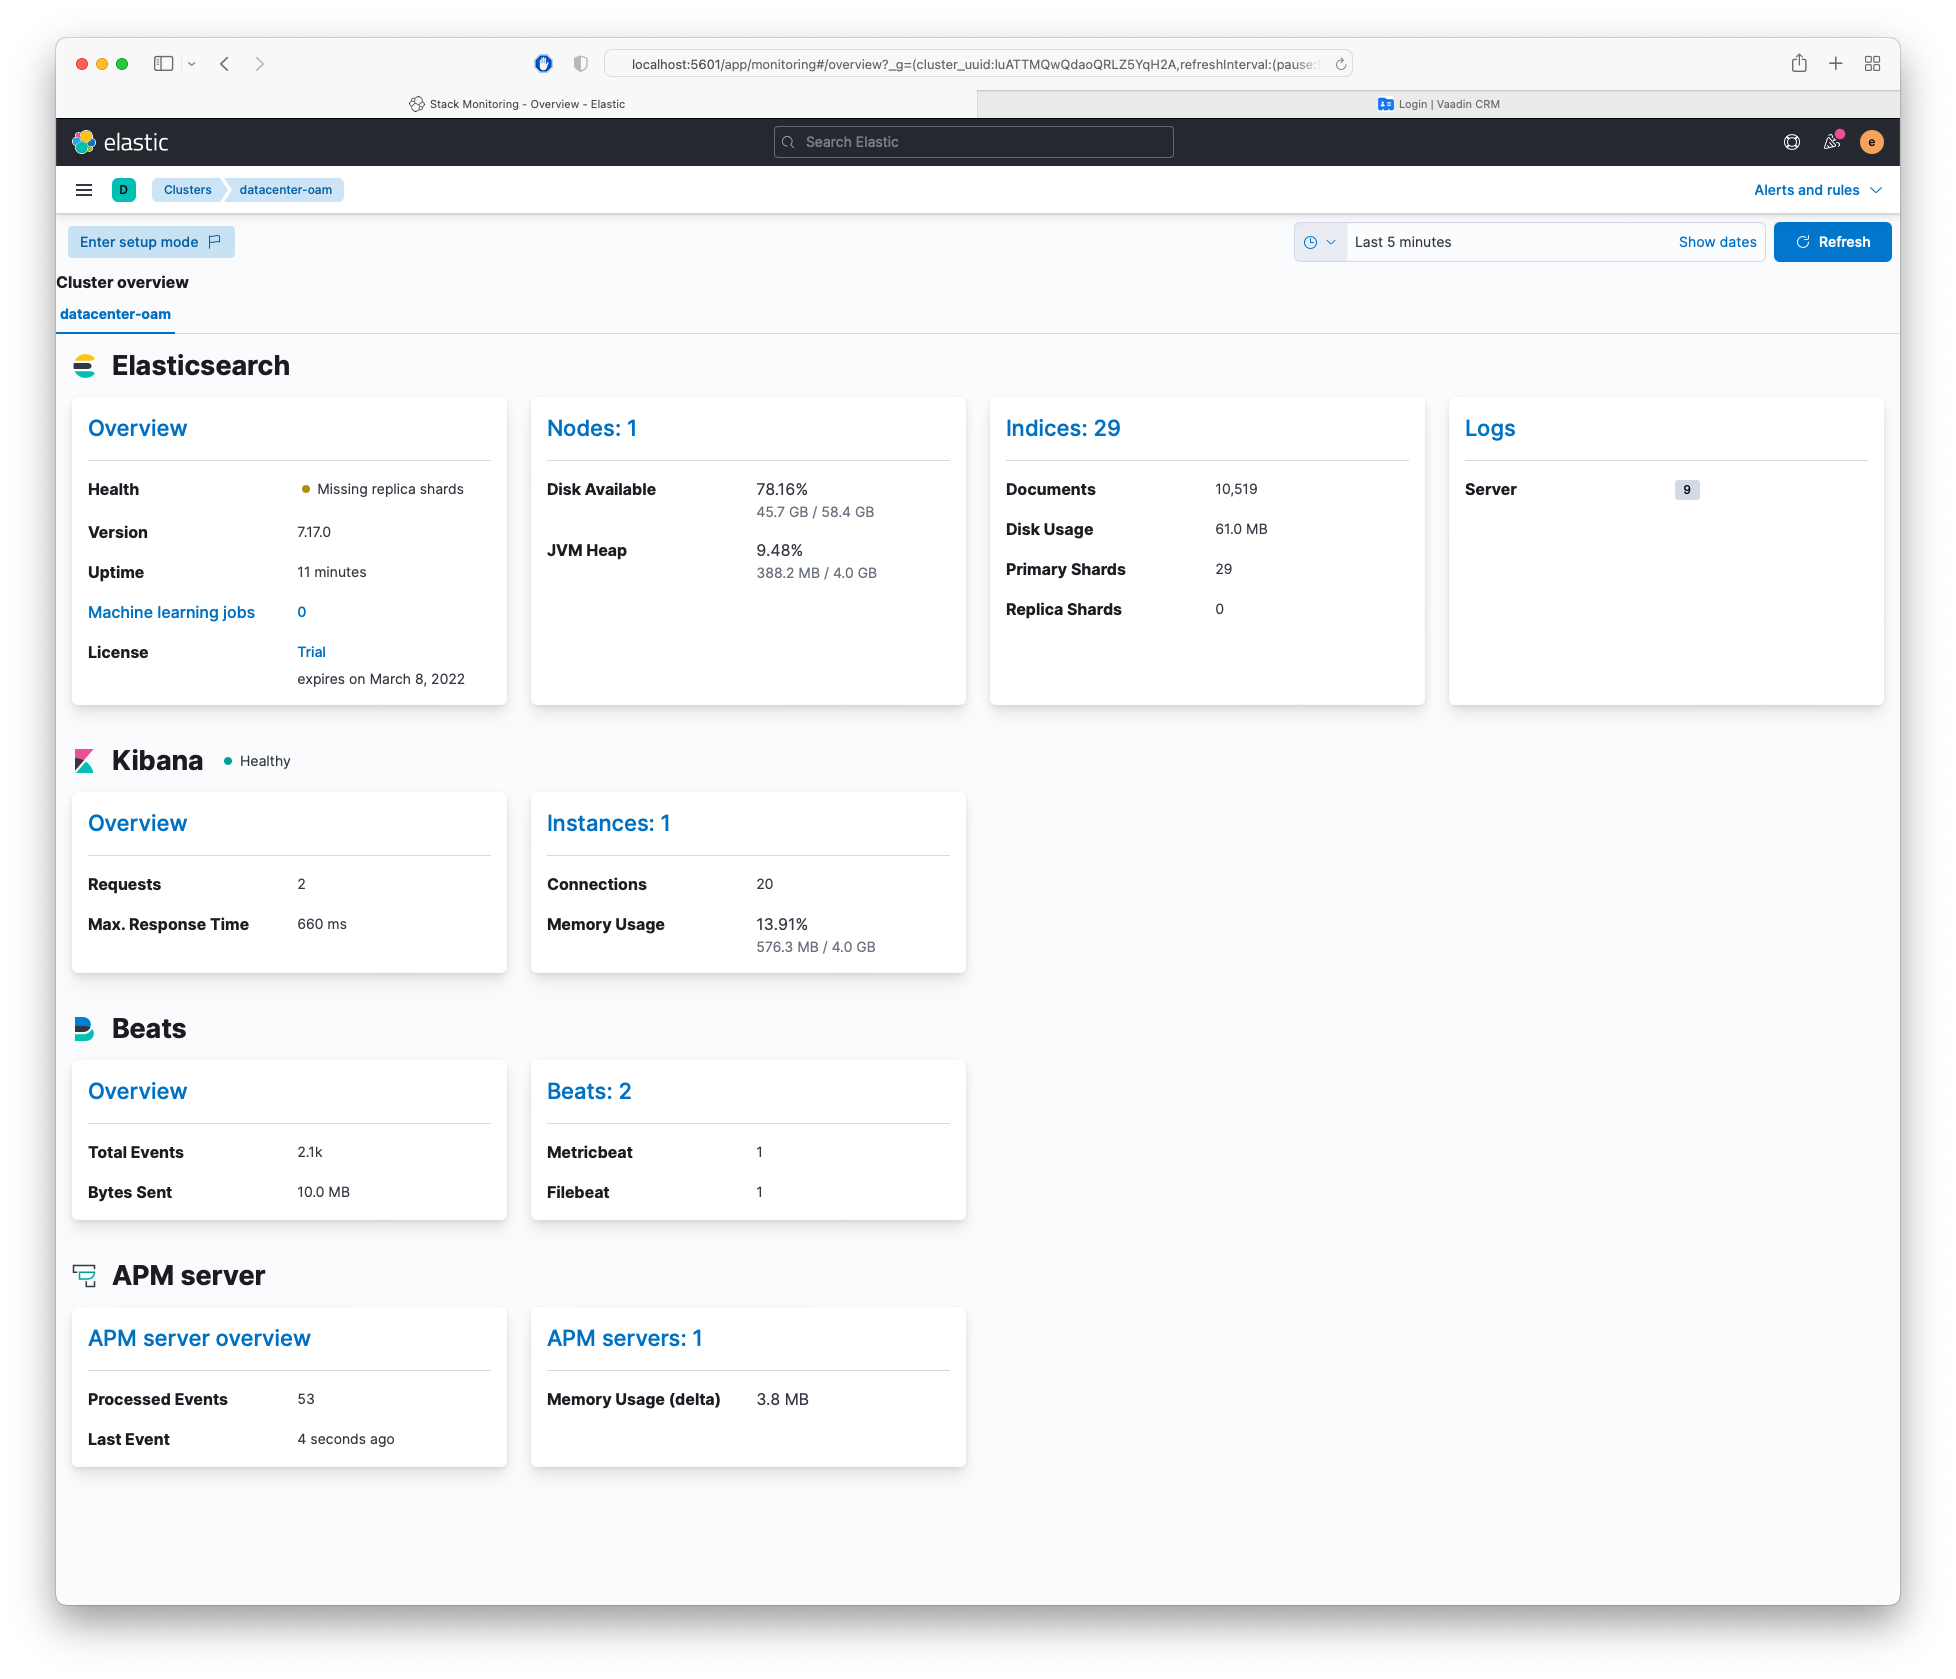 localhost:5601/app/monitoring#/overview?_g=(cluster_uuid:luATTMQwQdaoQRLZ5YqH2A,refreshInterval:(pause:
Stack Monitoring - Overview - Elastic
Login | Vaadin CRM
elastic
Search Elastic
e
D
Clusters
datacenter-oam
Alerts and rules
Enter setup mode
Last 5 minutes
Show dates
Refresh
Cluster overview
datacenter-oam
Elasticsearch
Overview
Health Missing replica shards
Version 7.17.0
Uptime 11 minutes
Machine learning jobs 0
License Trial
expires on March 8, 2022
Nodes: 1
Disk Available 78.16%
45.7 GB / 58.4 GB
JVM Heap 9.48%
388.2 MB / 4.0 GB
Indices: 29
Documents 10,519
Disk Usage 61.0 MB
Primary Shards 29
Replica Shards 0
Logs
Server 9
Kibana Healthy
Overview
Requests 2
Max. Response Time 660 ms
Instances: 1
Connections 20
Memory Usage 13.91%
576.3 MB / 4.0 GB
Beats
Overview
Total Events 2.1k
Bytes Sent 10.0 MB
Beats: 2
Metricbeat 1
Filebeat 1
APM server
APM server overview
Processed Events 53
Last Event 4 seconds ago
APM servers: 1
Memory Usage (delta) 3.8 MB